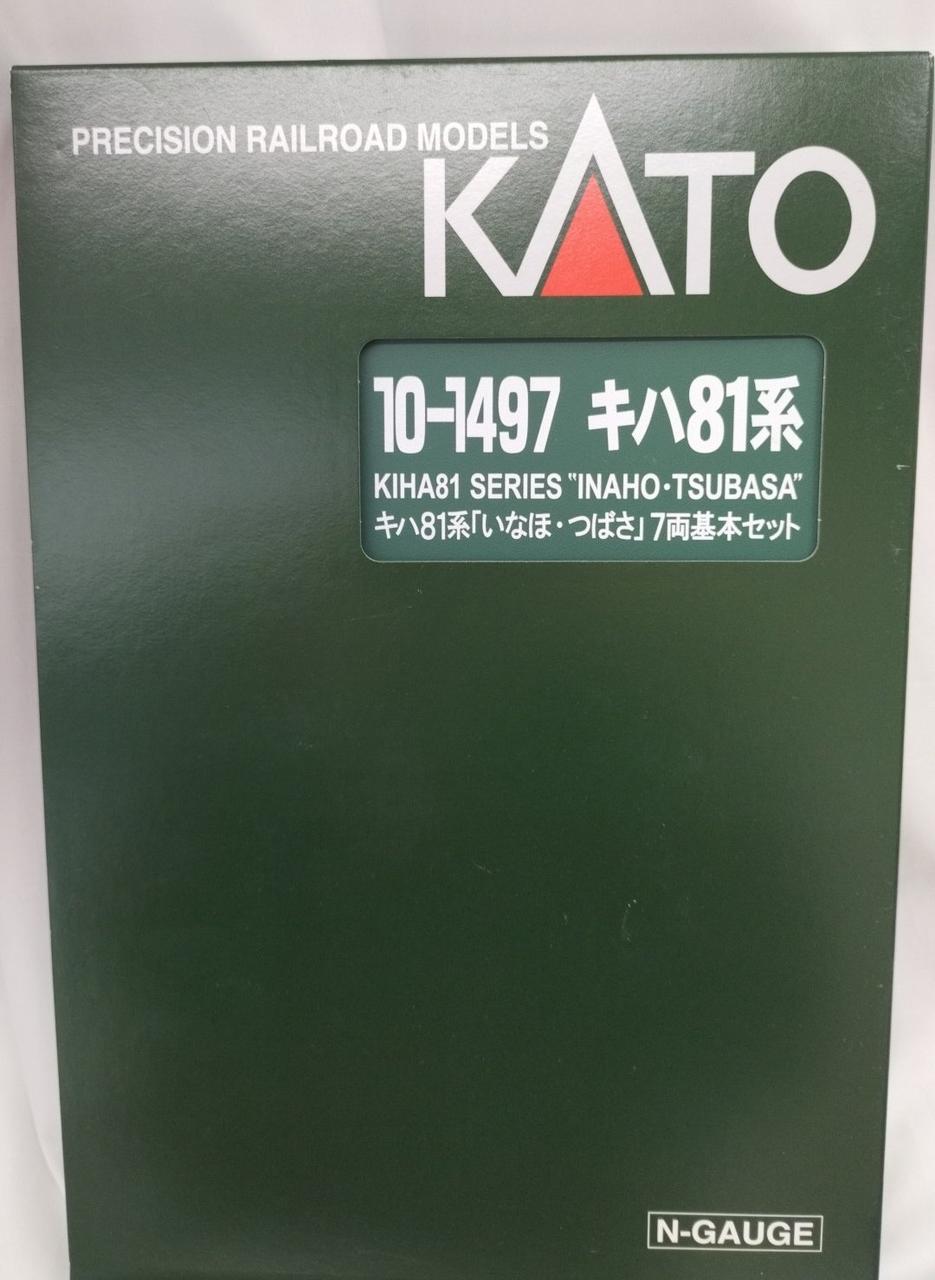 PRECISION RAILROAD MODELS
KATO
10-1497 キハ81系
KIHA81 SERIES "INAHO・TSUBASA"
キハ81系「いなほ・つばさ」7両基本セット
N-GAUGE